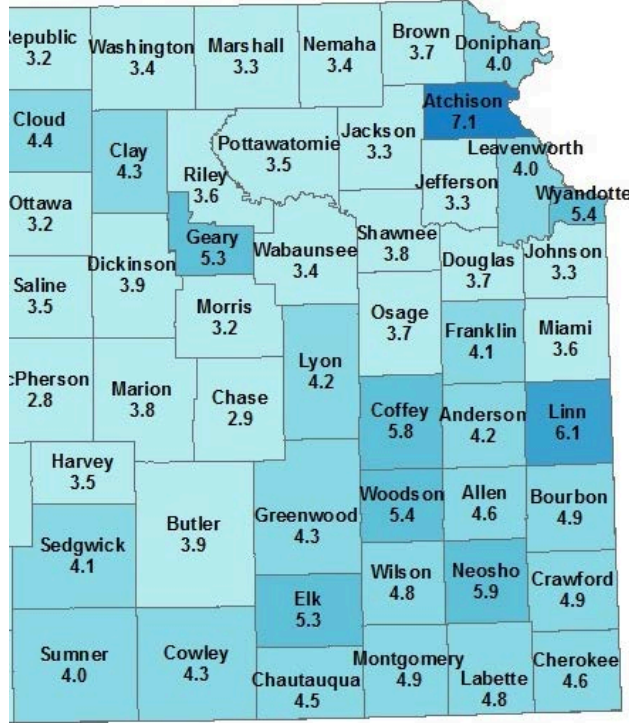 Republic
3.2
Washington
3.4
Marshall
3.3
Nemaha
3.4
Brown
3.7
Doniphan
4.0
Cloud
4.4
Clay
4.3
Riley
3.6
Pottawatomie
3.5
Jackson
3.3
Atchison
7.1
Leavenworth
4.0
Jefferson
3.3
Wyandotte
5.4
Ottawa
3.2
Geary
5.3
Wabaunsee
3.4
Shawnee
3.8
Douglas
3.7
Johnson
3.3
Saline
3.5
Dickinson
3.9
Morris
3.2
Osage
3.7
Franklin
4.1
Miami
3.6
cPherson
2.8
Marion
3.8
Chase
2.9
Lyon
4.2
Coffey
5.8
Anderson
4.2
Linn
6.1
Harvey
3.5
Butler
3.9
Greenwood
4.3
Woodson
5.4
Allen
4.6
Bourbon
4.9
Sedgwick
4.1
Elk
5.3
Wilson
4.8
Neosho
5.9
Crawford
4.9
Sumner
4.0
Cowley
4.3
Chautauqua
4.5
Montgomery
4.9
Labette
4.8
Cherokee
4.6